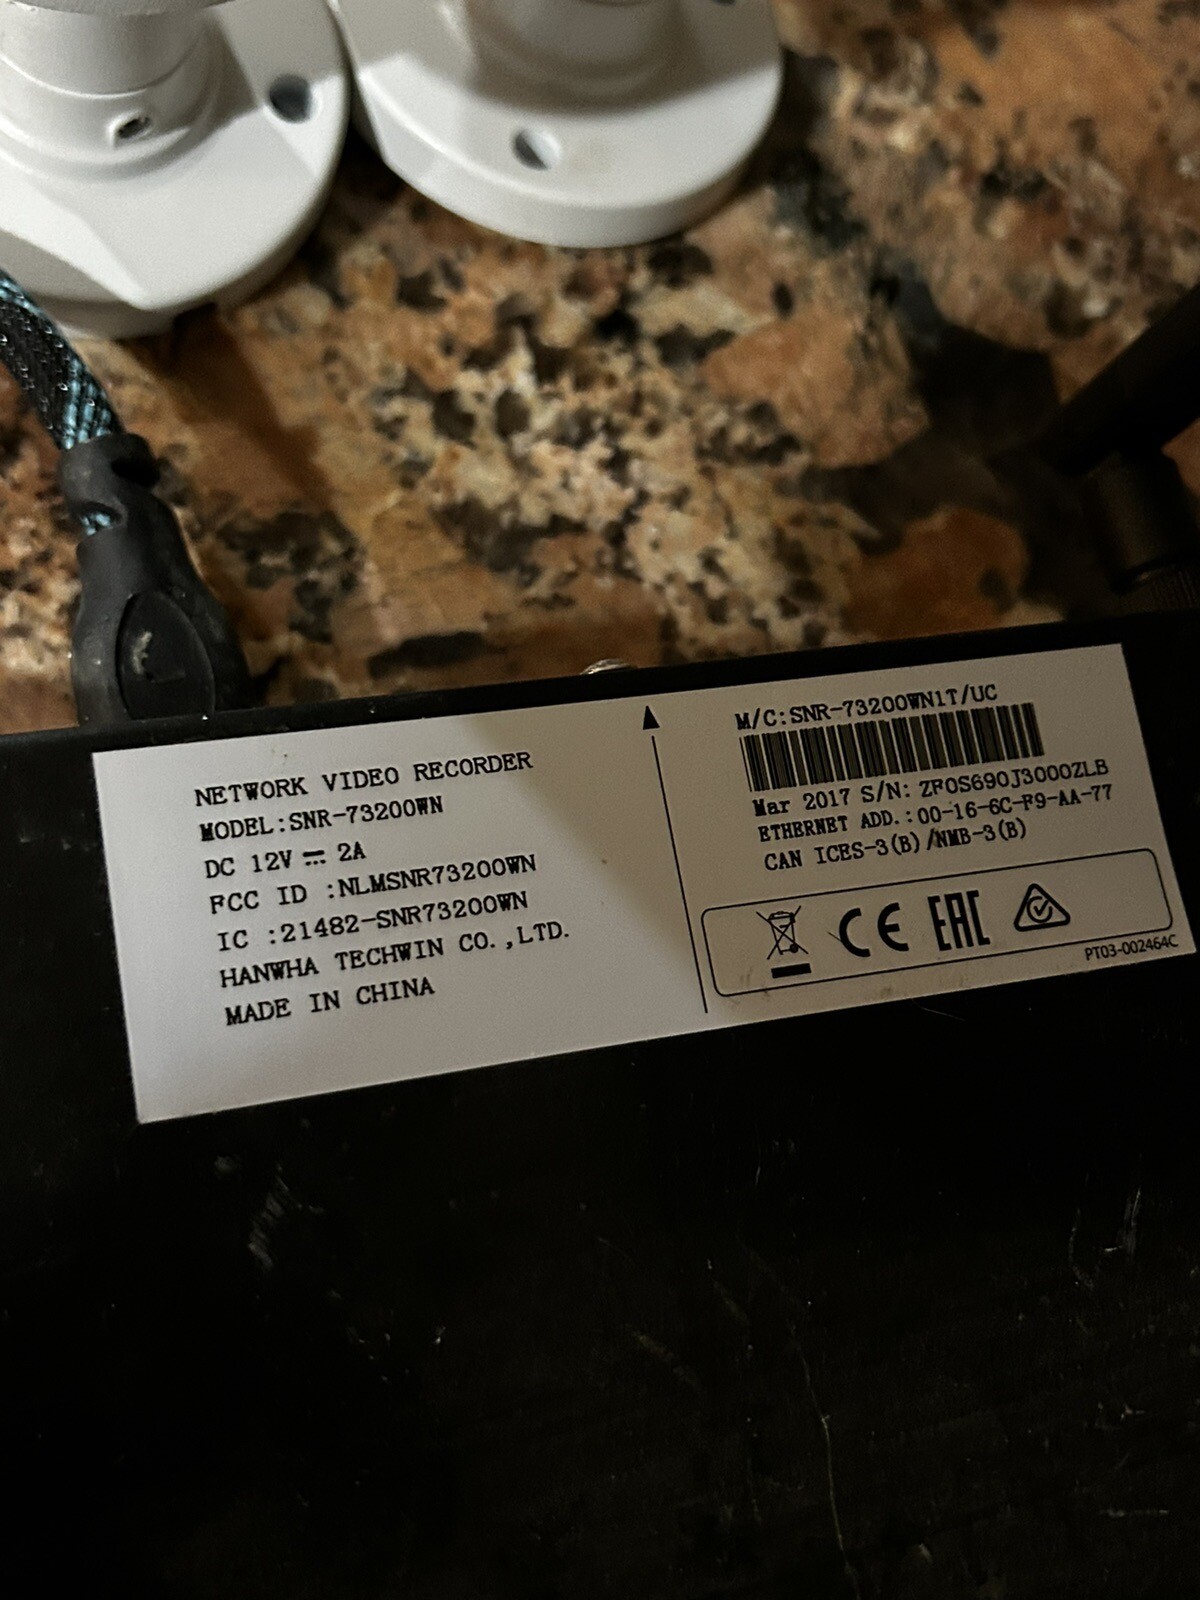 NETWORK VIDEO RECORDER
MODEL:SNR-73200WN
DC 12V ⎓ 2A
FCC ID :NLMSNR73200WN
IC :21482-SNR73200WN
HANWHA TECHWIN CO.,LTD.
MADE IN CHINA
M/C:SNR-73200WN1T/UC
Mar 2017 S/N: ZF0S690J3000ZLB
ETHERNET ADD.:00-16-6C-F9-AA-77
CAN ICES-3(B)/NMB-3(B)
CE EAC
PT03-002464C